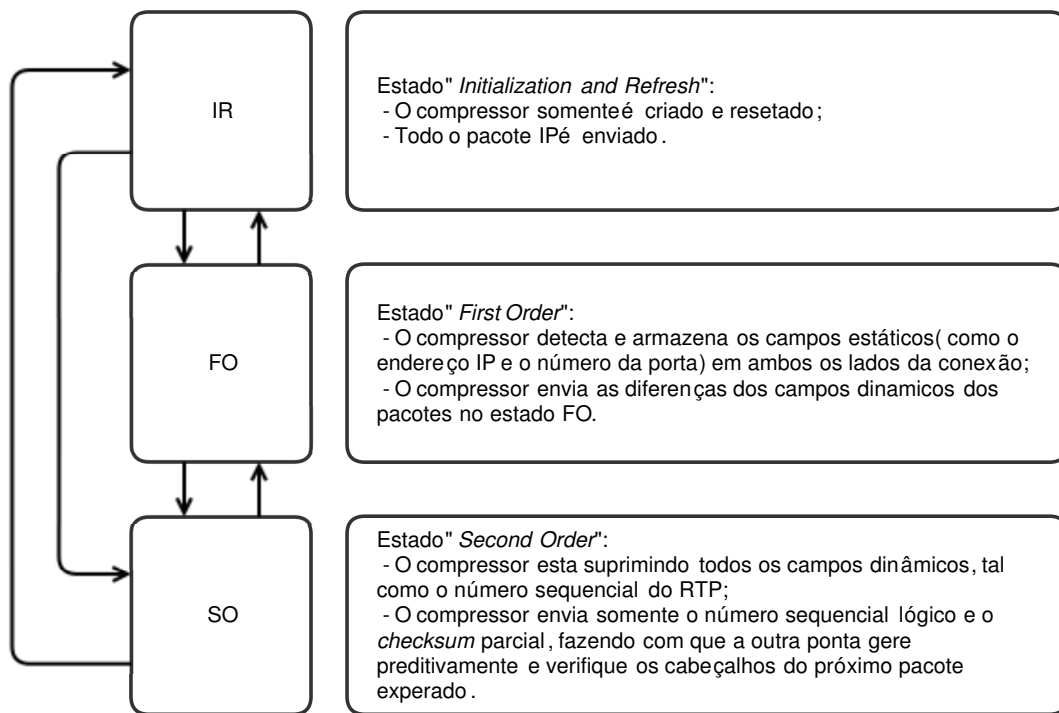 IR
Estado" Initialization and Refresh":
- O compressor somenteé criado e resetado;
- Todo o pacote IPé enviado.
FO
Estado" First Order":
- O compressor detecta e armazena os campos estáticos( como o
endereço IP e o número da porta) em ambos os lados da conexão;
- O compressor envia as diferenças dos campos dinamicos dos
pacotes no estado FO.
SO
Estado" Second Order":
- O compressor esta suprimindo todos os campos dinâmicos, tal
como o número sequencial do RTP;
- O compressor envia somente o número sequencial lógico e o
checksum parcial, fazendo com que a outra ponta gere
preditivamente e verifique os cabeçalhos do próximo pacote
experado.